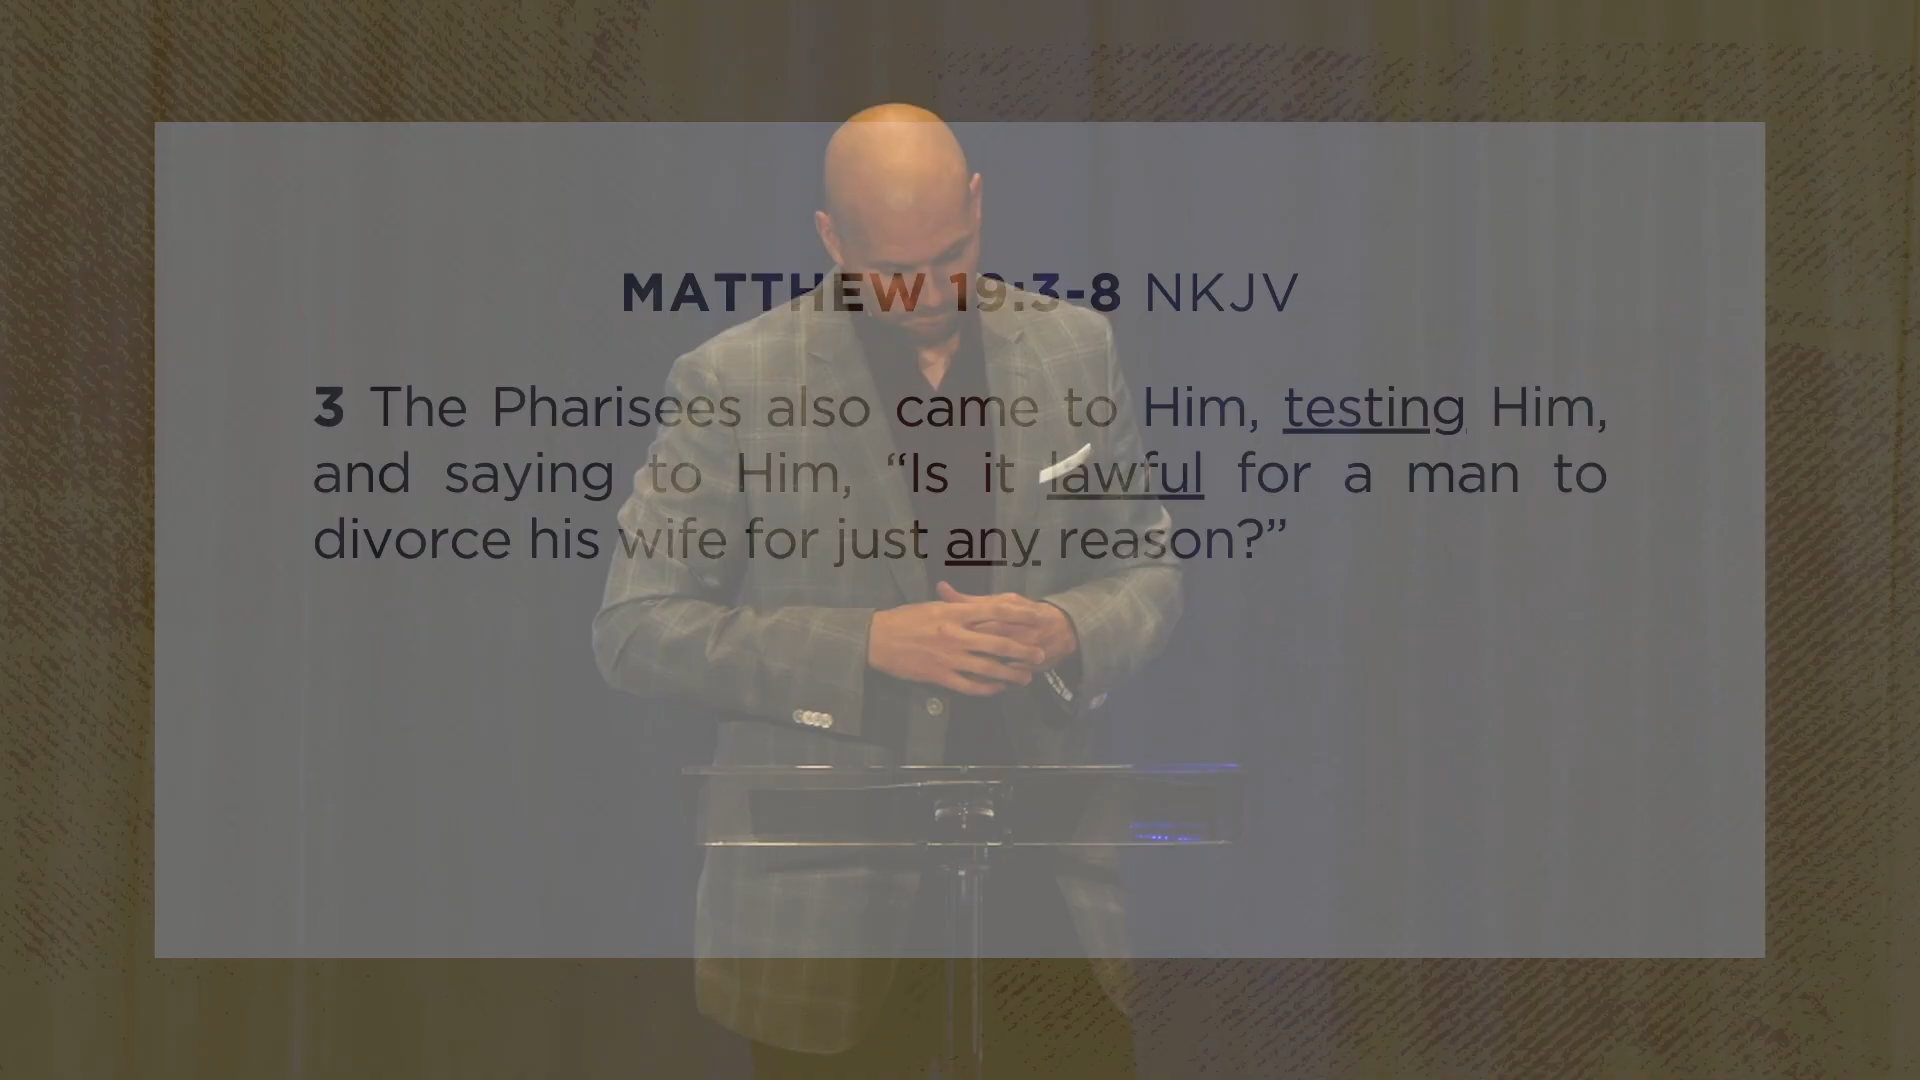 MATTHEW 19:3-8 NKJV
3 The Pharisees also came to Him, testing Him,
and saying to Him, “Is it lawful for a man to
divorce his wife for just any reason?”